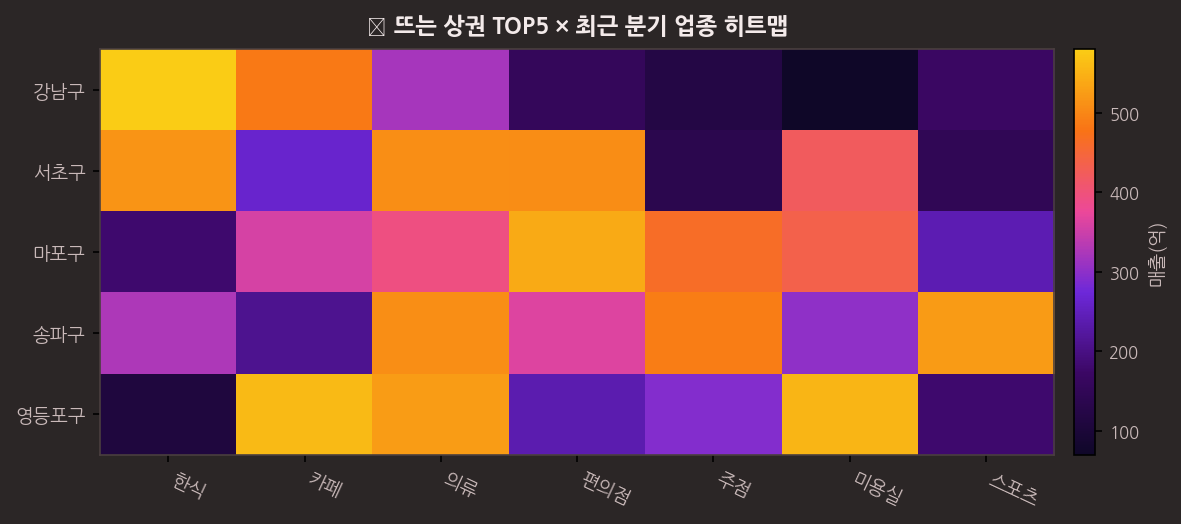 뜨는 상권 TOP5 × 최근 분기 업종 히트맵
강남구
서초구
마포구
송파구
영등포구
한식 카페 의류 편의점 주점 미용실 스포츠
500
400
300
200
100
매출(억)